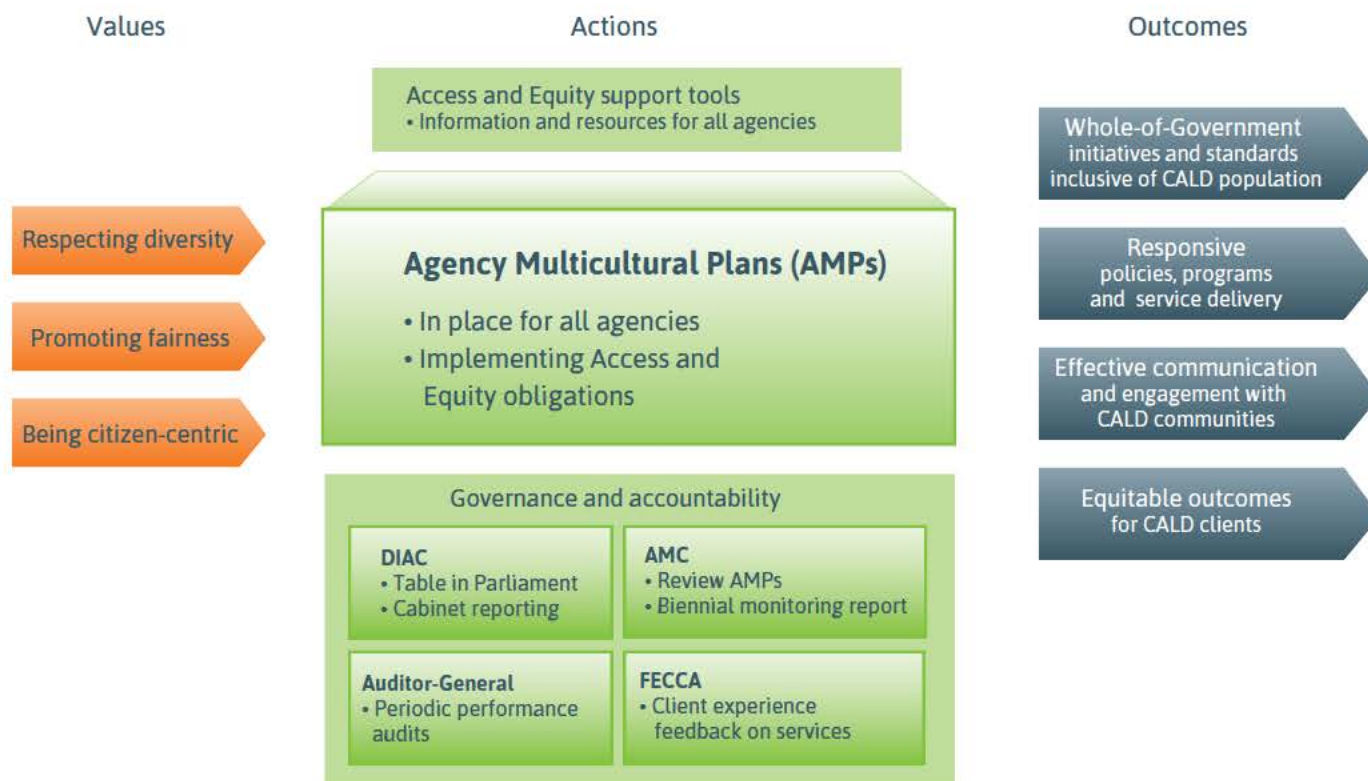 Values
Actions
Outcomes
Respecting diversity
Promoting fairness
Being citizen-centric
Access and Equity support tools
• Information and resources for all agencies
Agency Multicultural Plans (AMPs)
• In place for all agencies
• Implementing Access and
Equity obligations
Governance and accountability
DIAC
• Table in Parliament
• Cabinet reporting
AMC
• Review AMPs
• Biennial monitoring report
Auditor-General
• Periodic performance
audits
FECCA
• Client experience
feedback on services
Whole-of-Government
initiatives and standards
inclusive of CALD population
Responsive
policies, programs
and service delivery
Effective communication
and engagement with
CALD communities
Equitable outcomes
for CALD clients